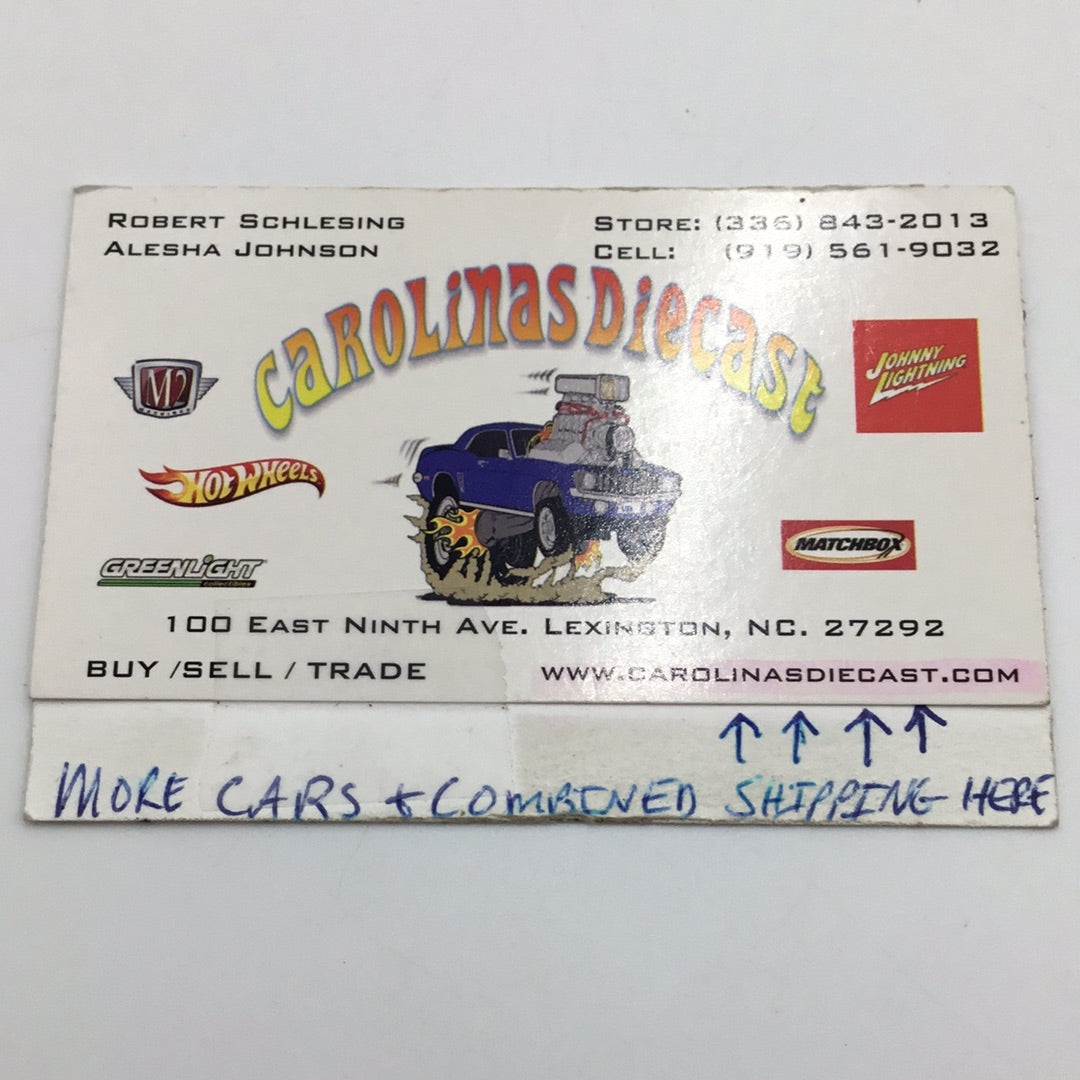 ROBERT SCHLESING
ALESHA JOHNSON
STORE: (336) 843-2013
CELL: (919) 561-9032
CAROLINAS DIECAST
M2
MACHINES
JOHNNY
LIGHTNING
HOT WHEELS
MATCHBOX
GREENLIGHT
collectibles
100 EAST NINTH AVE. LEXINGTON, NC. 27292
BUY /SELL / TRADE
WWW.CAROLINASDIECAST.COM
MORE CARS + COMBINED SHIPPING HERE